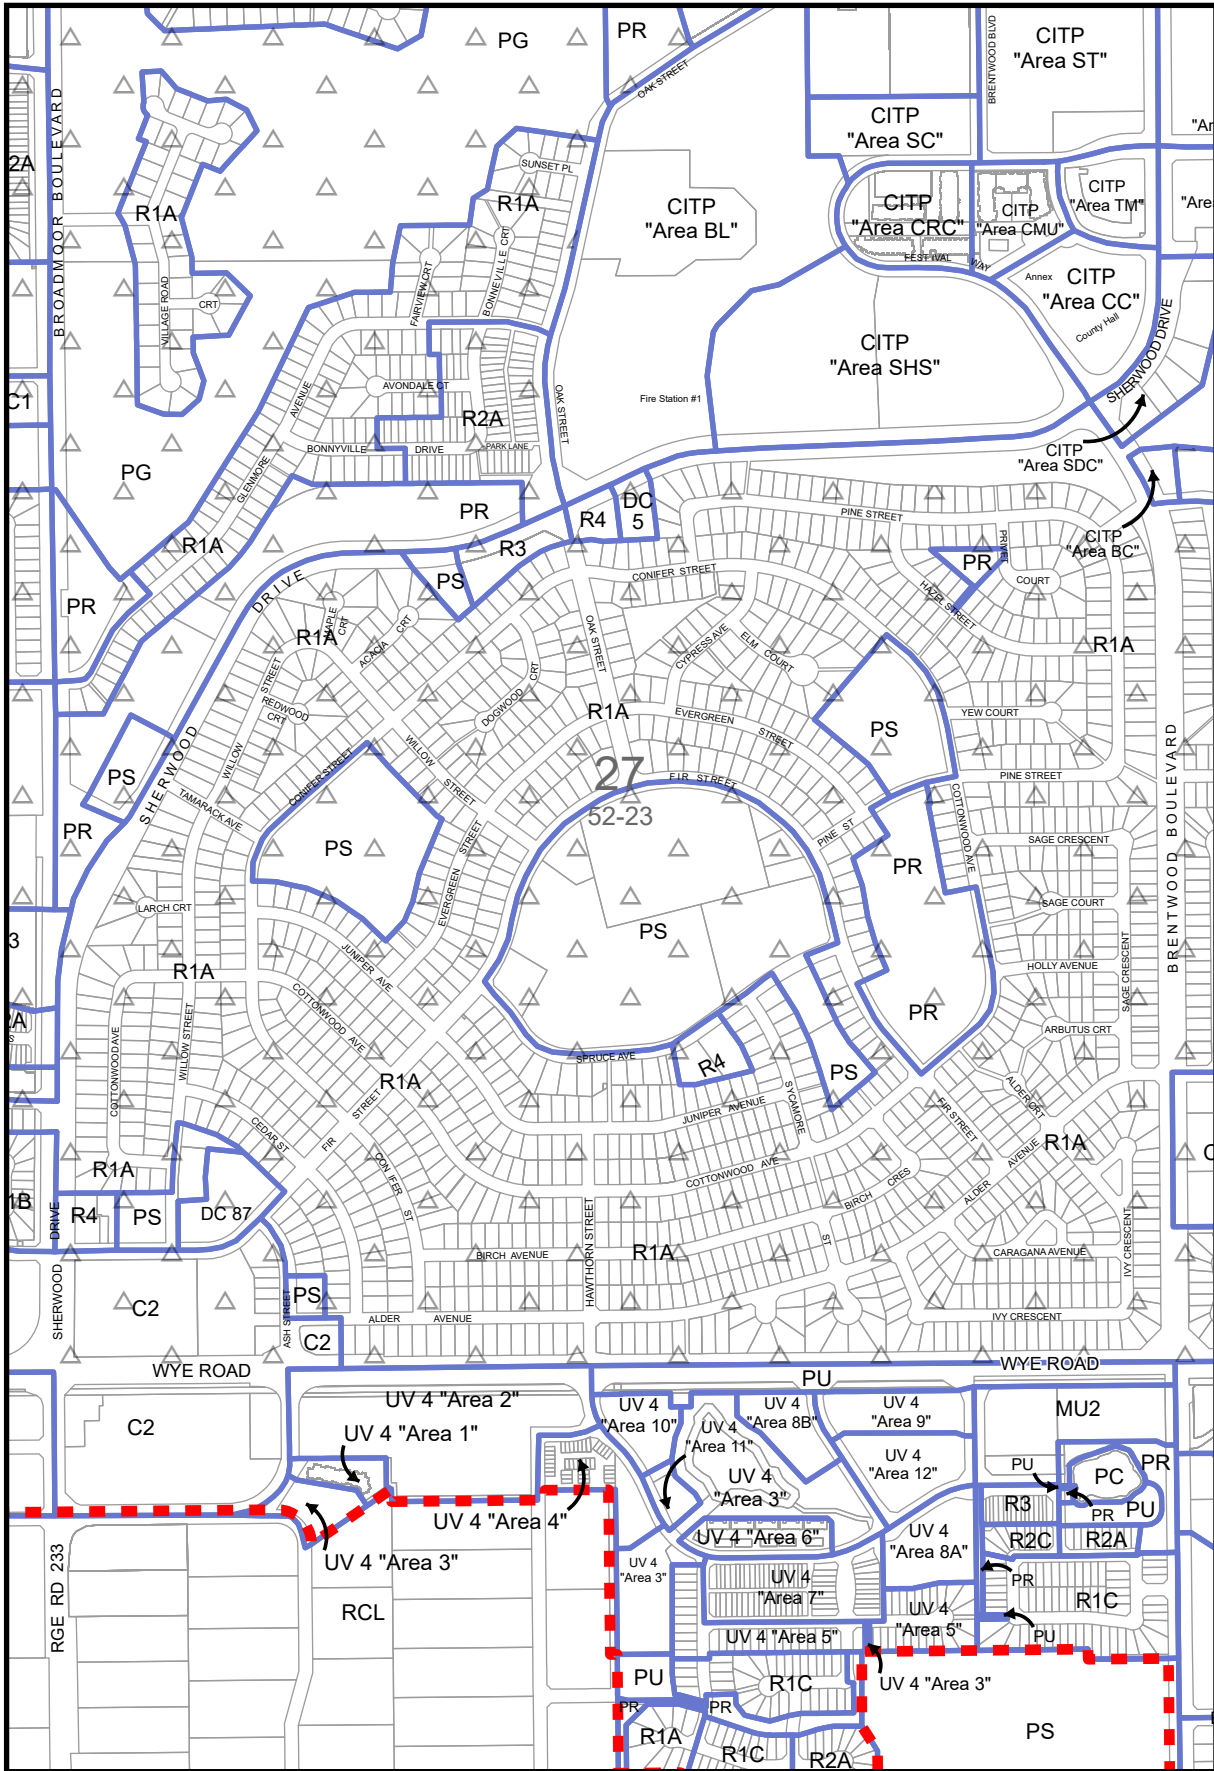 PG
PR
CITP
"Area ST"
BRENTWOOD BLVD
OAK STREET
CITP
"Area SC"
BROADMOOR BOULEVARD
2A
SUNSET PL
R1A
R1A
BONNEVILLE CRT
FAIRVIEW CRT
CITP
"Area BL"
CITP
"Area CRC"
CITP
"Area CMU"
CITP
"Area TM"
FESTIVAL
WAY
Annex
CITP
"Area CC"
County Hall
VILLAGE ROAD
CRT
CITP
"Area SHS"
SHERWOOD DRIVE
Fire Station #1
C1
AVENUE
AVONDALE CT
R2A
OAK STREET
BONNYVILLE
DRIVE
PARK LANE
GLENMORE
PG
CITP
"Area SDC"
PR
R4
DC
5
PINE STREET
CITP
"Area BC"
R1A
R3
PRIVET
PR
COURT
PS
CONIFER STREET
HAZEL STREET
DRIVE
PR
MAPLE
CRT
ACACIA
CRT
R1A
OAK STREET
CYPRESS AVE
ELM COURT
R1A
STREET
REDWOOD
CRT
DOGWOOD
CRT
R1A
EVERGREEN
STREET
YEW COURT
PS
WILLOW
WILLOW
STREET
SHERWOOD
PS
CONIFER STREET
TAMARACK AVE
27
52-23
FIR STREET
PINE STREET
COTTONWOOD AVE
BRENTWOOD BOULEVARD
PR
PS
STREET
EVERGREEN
PINE ST
SAGE CRESCENT
PR
LARCH CRT
SAGE COURT
3
PS
JUNIPER AVE
R1A
HOLLY AVENUE
SAGE CRESCENT
COTTONWOOD AVE
PR
ARBUTUS CRT
WILLOW STREET
COTTONWOOD AVE
SPRUCE AVE
R4
PS
R1A
STREET
FIR
JUNIPER AVENUE
SYCAMORE
ALDER CRT
FIR STREET
R1A
CEDAR ST
CONIFER
ST
COTTONWOOD AVE
BIRCH
CRES
ALDER
AVENUE
R1A
1B
DRIVE
R4
PS
DC 87
HAWTHORN STREET
ST
BIRCH AVENUE
R1A
CARAGANA AVENUE
IVY CRESCENT
PS
C2
SHERWOOD
ASH STREET
ALDER
AVENUE
IVY CRESCENT
C2
WYE ROAD
WYE ROAD
PU
C2
UV 4 "Area 2"
UV 4 "Area 1"
UV 4
"Area 10"
UV 4
"Area 11"
UV 4
"Area 8B"
UV 4
"Area 9"
MU2
UV 4
"Area 12"
UV 4
"Area 3"
PU
PC
PR
R3
PR
PU
UV 4 "Area 4"
UV 4 "Area 6"
UV 4
"Area 8A"
R2C
R2A
UV 4 "Area 3"
UV 4
"Area 3"
UV 4
"Area 7"
PR
R1C
RGE RD 233
RCL
UV 4
"Area 5"
UV 4 "Area 5"
PU
PU
R1C
UV 4 "Area 3"
PR
PR
PS
R1A
R1C
R2A